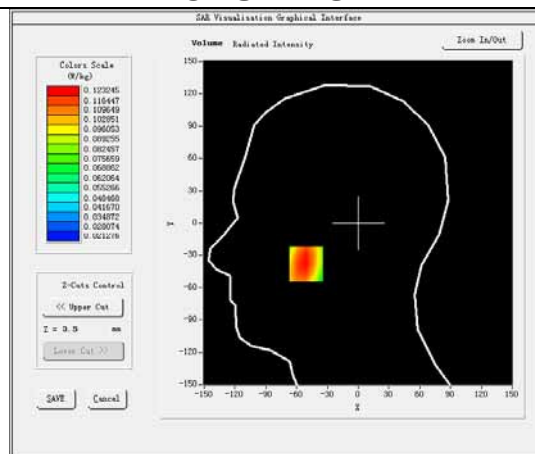 SAR Visualisation Graphical Interface
Volume Radiated Intensity
Zoom In/Out
Colors Scale
(W/kg)
0.123245
0.116447
0.109649
0.102851
0.096053
0.089255
0.082457
0.075659
0.068862
0.062064
0.055266
0.048468
0.041670
0.034872
0.028074
0.021276
Z-Cuts Control
<< Upper Cut
Z = 3.5 mm
Lower Cut >>
SAVE
Cancel
150
120
90
60
30
0
-30
-60
-90
-120
-150
Y
-150 -120 -90 -60 -30 0 30 60 90 120 150
X